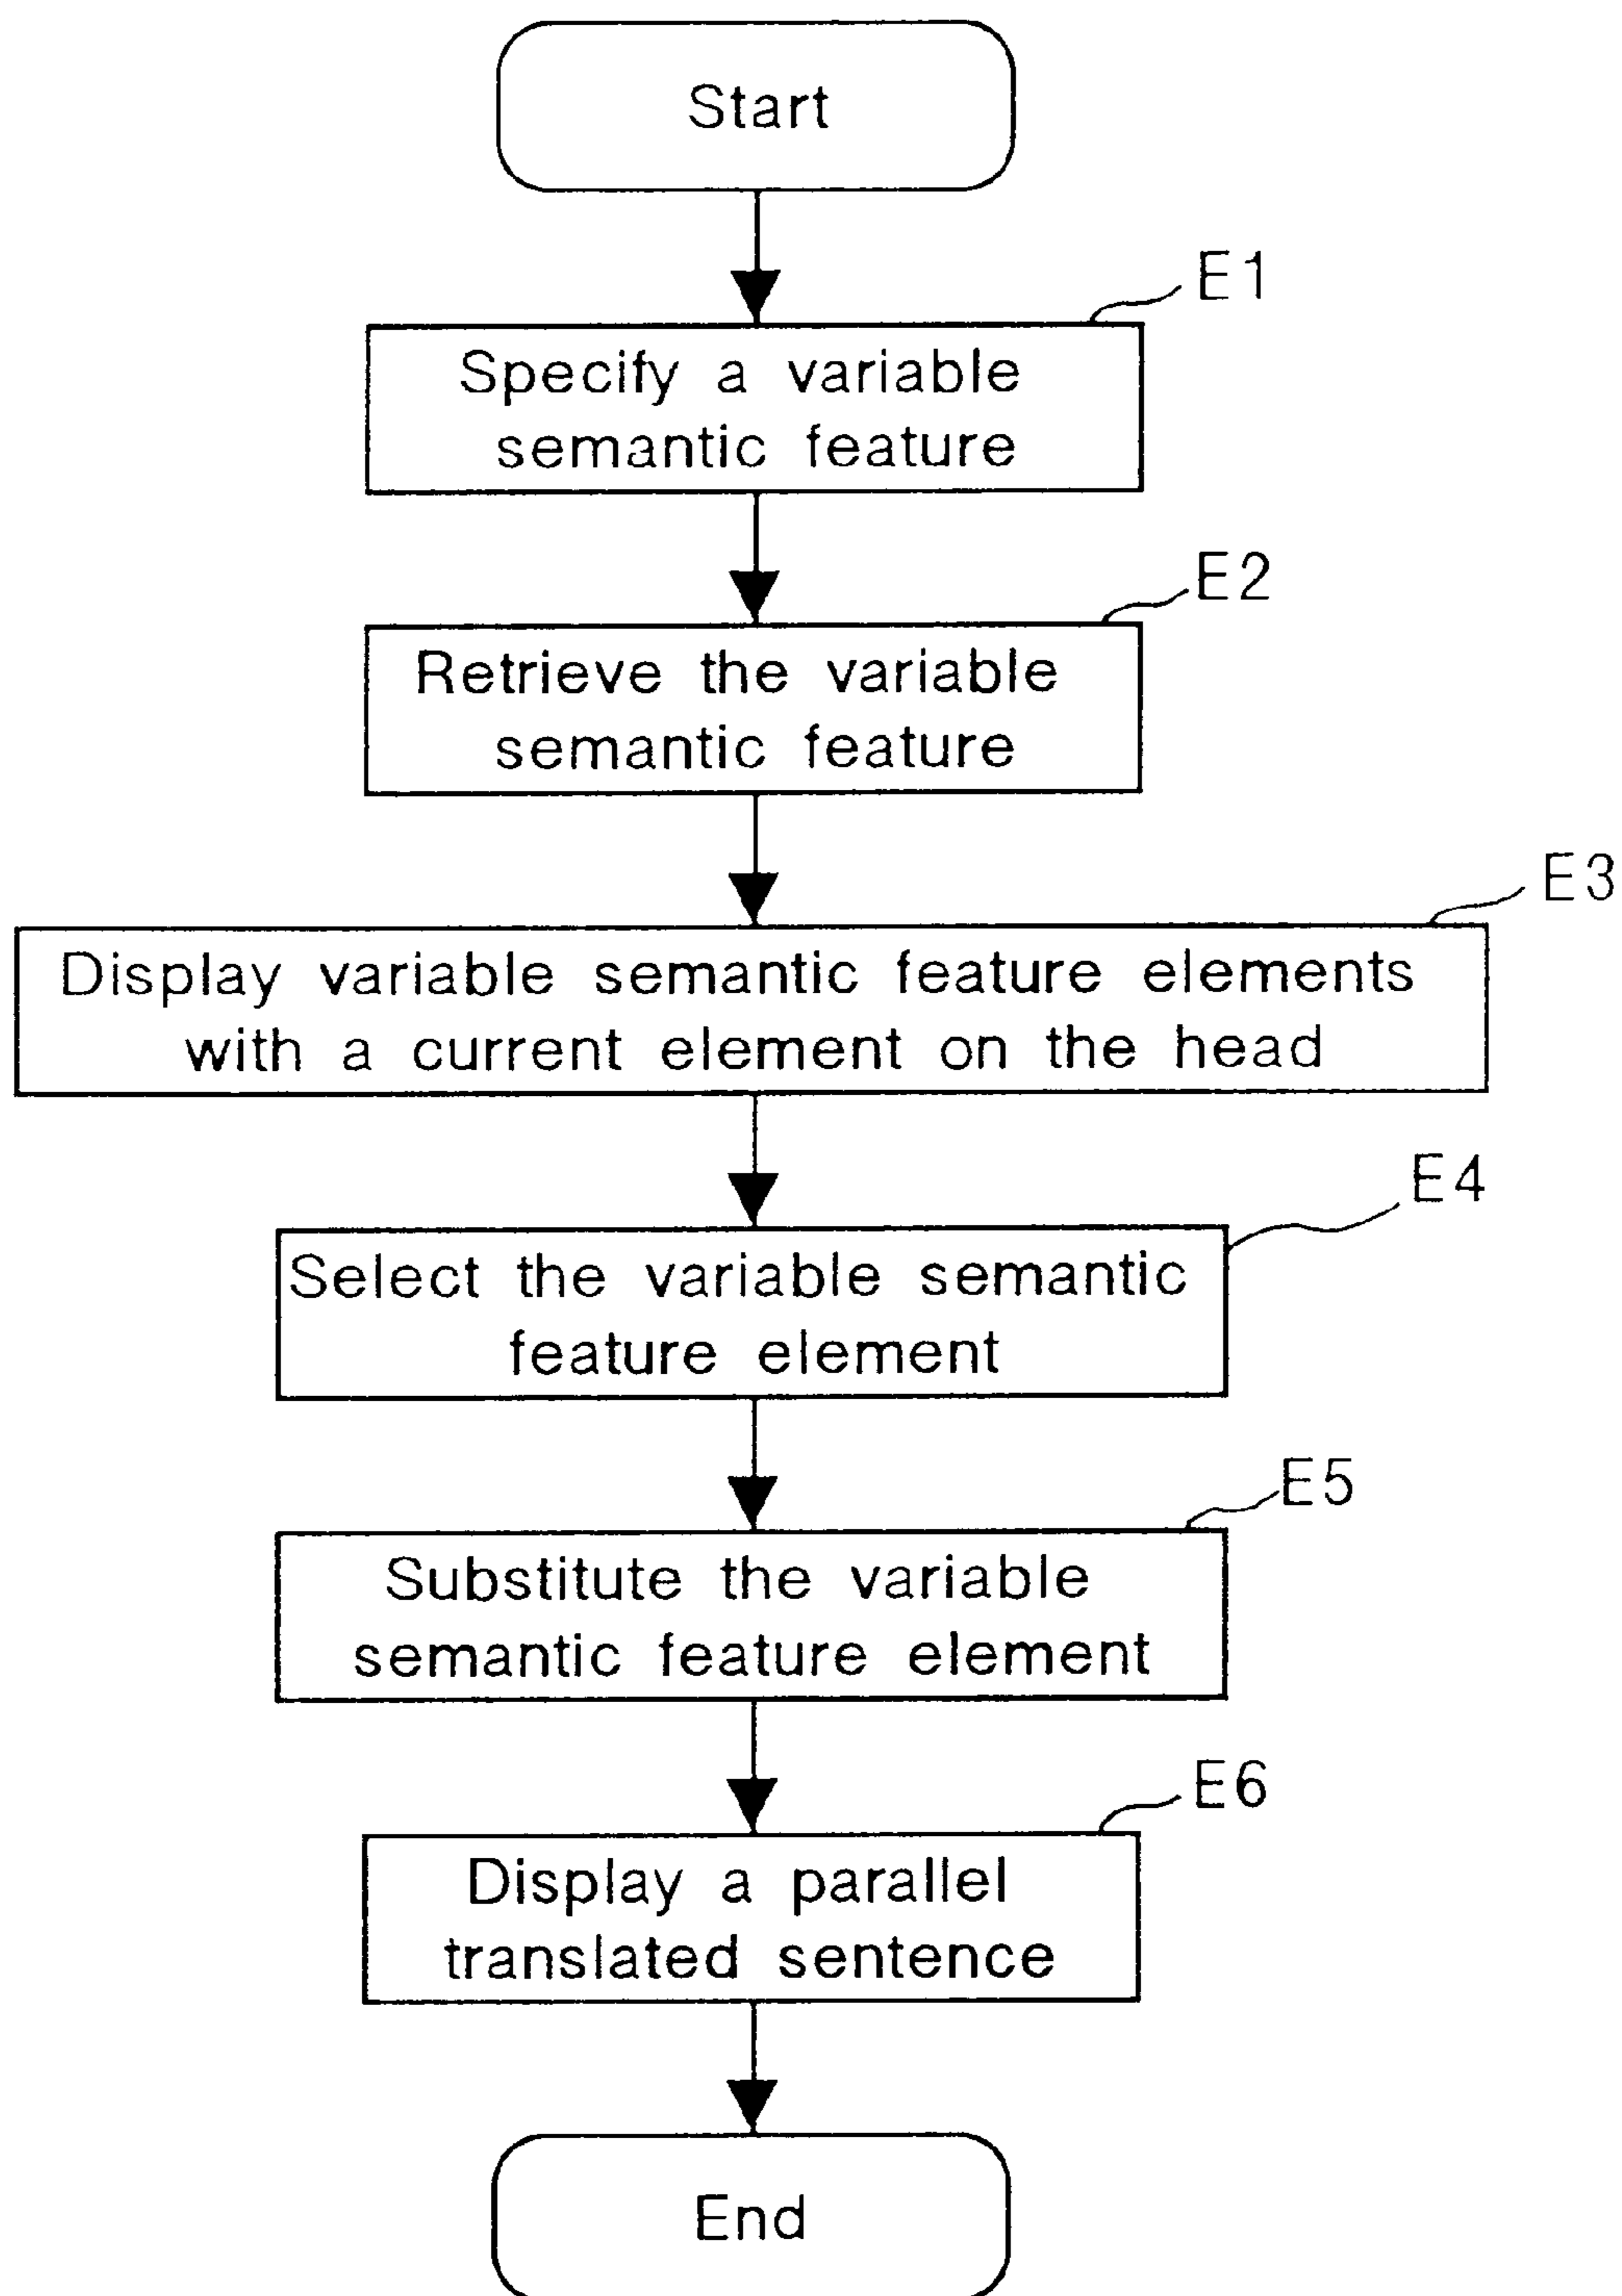 Start
E1
Specify a variable
semantic feature
E2
Retrieve the variable
semantic feature
E3
Display variable semantic feature elements
with a current element on the head
E4
Select the variable semantic
feature element
E5
Substitute the variable
semantic feature element
E6
Display a parallel
translated sentence
End